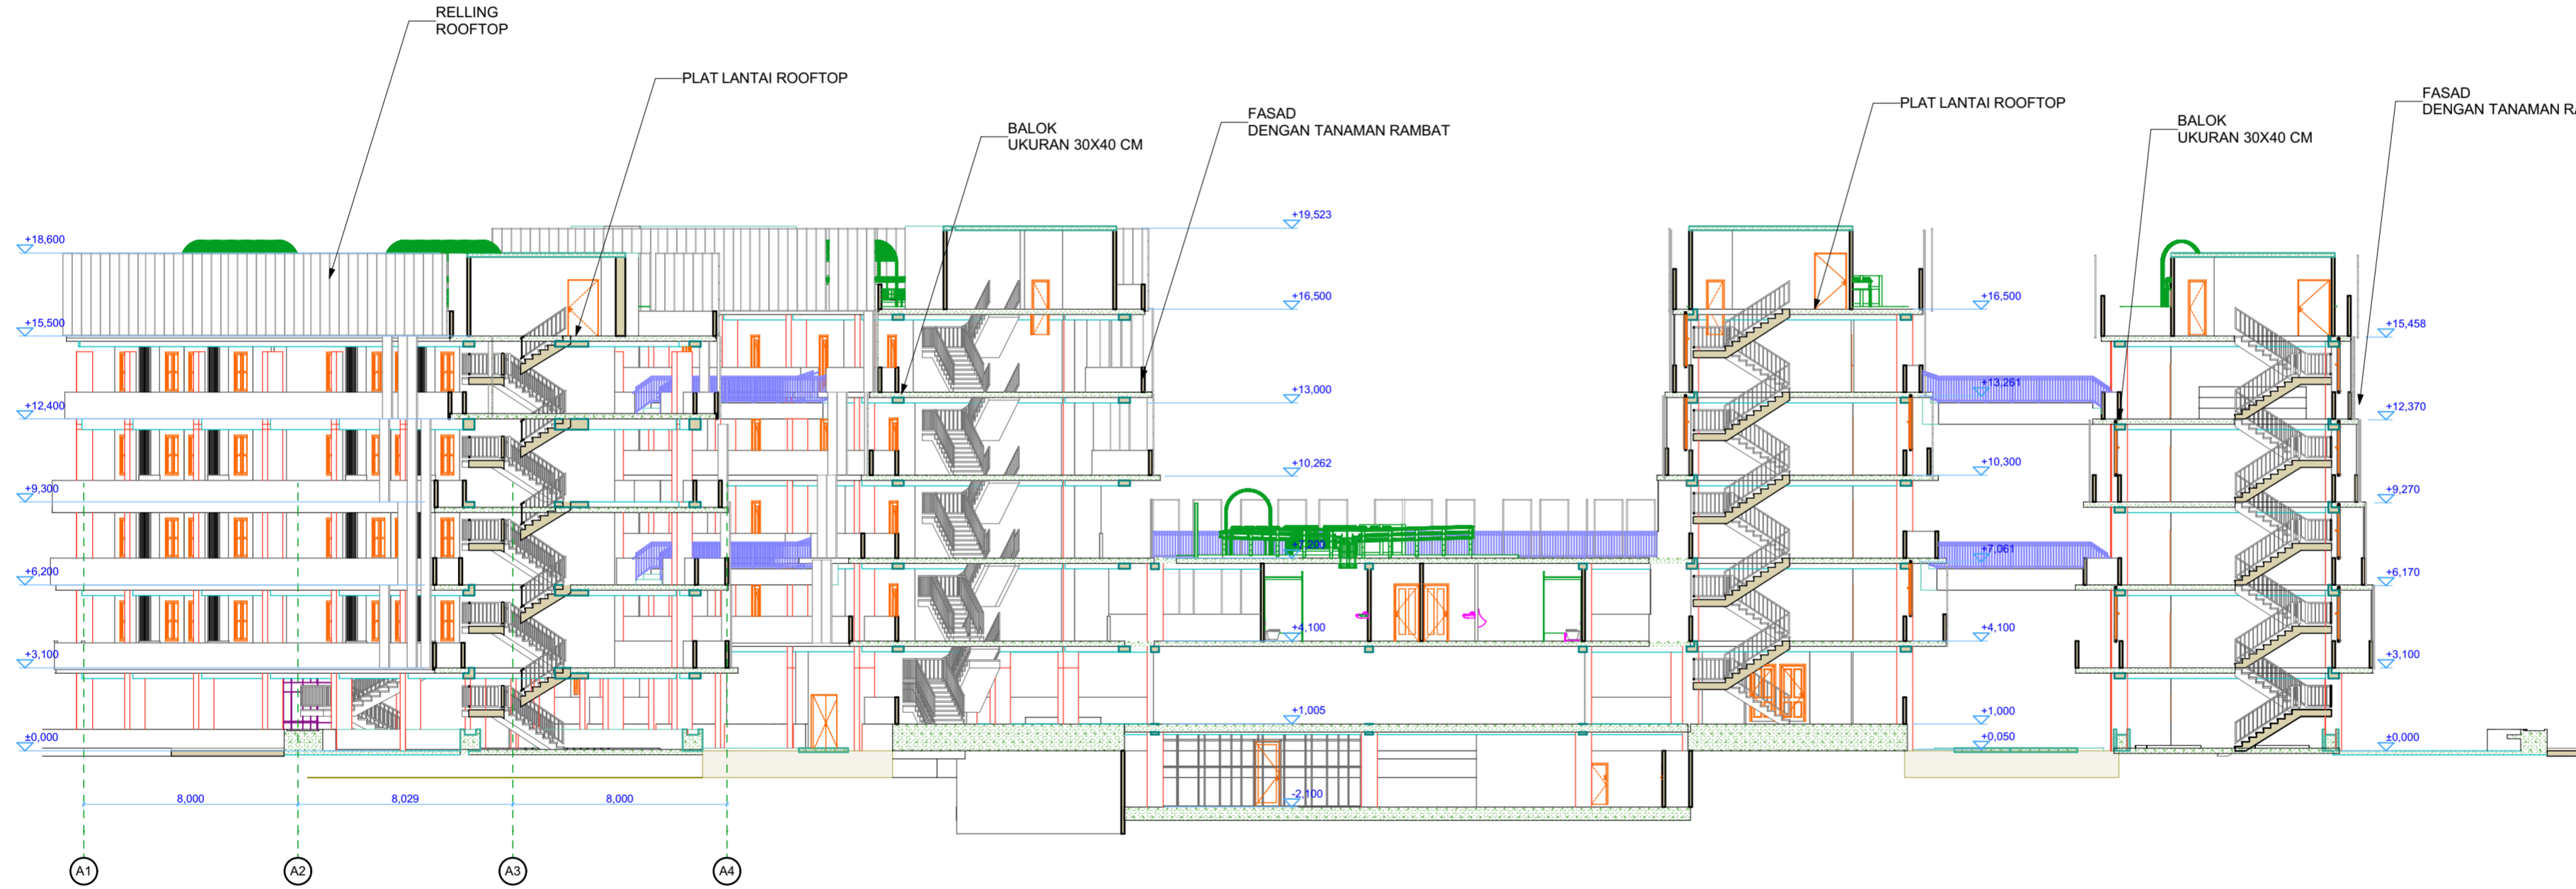 RELLING
ROOFTOP
PLAT LANTAI ROOFTOP
BALOK
UKURAN 30X40 CM
FASAD
DENGAN TANAMAN RAMBAT
PLAT LANTAI ROOFTOP
BALOK
UKURAN 30X40 CM
FASAD
DENGAN TANAMAN
+18,600
+15,500
+12,400
+9,300
+6,200
+3,100
±0,000
+19,523
+16,500
+13,000
+10,262
+7,200
+4,100
+1,005
-2,100
+16,500
+13,261
+10,300
+7,061
+4,100
+1,000
+0,050
+15,458
+12,370
+9,270
+6,170
+3,100
±0,000
8,000
8,029
8,000
A1
A2
A3
A4